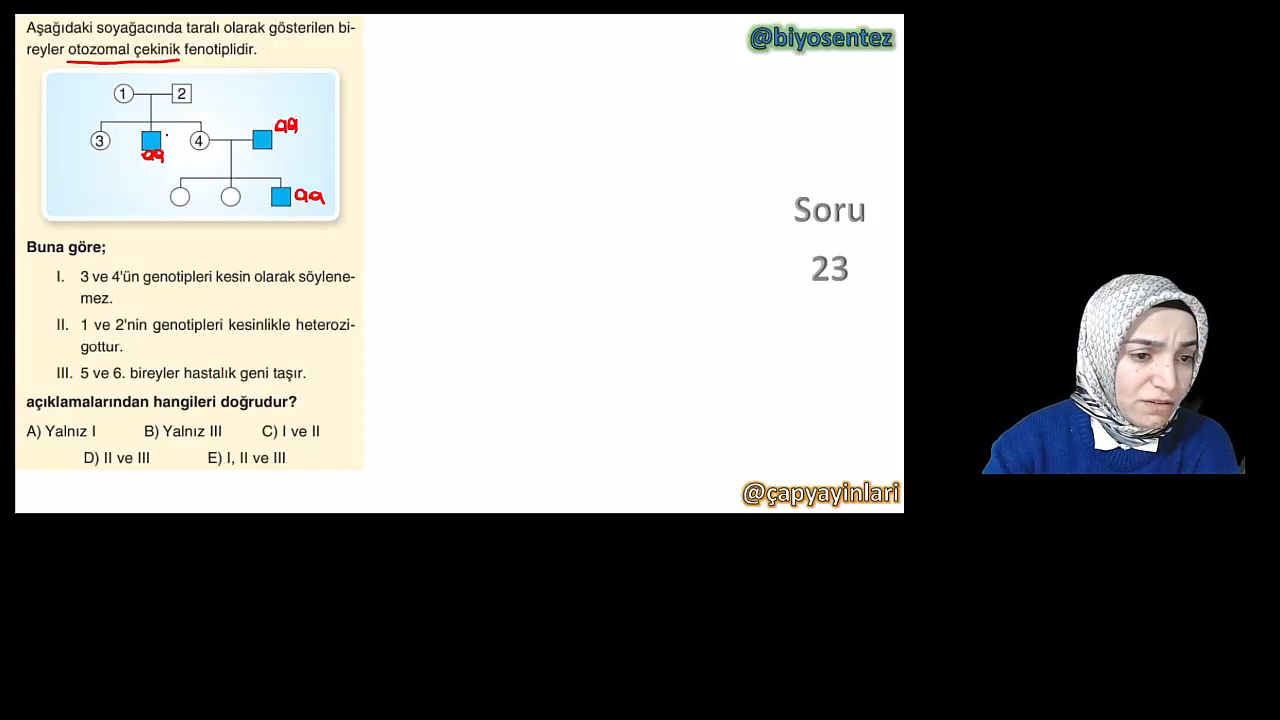 Aşağıdaki soyağacında taralı olarak gösterilen bi-
reyler otozomal çekinik fenotiplidir.
1
2
aa
3
4
aa
aa
Buna göre;
I. 3 ve 4'ün genotipleri kesin olarak söylene-
mez.
II. 1 ve 2'nin genotipleri kesinlikle heterozi-
gottur.
III. 5 ve 6. bireyler hastalık geni taşır.
açıklamalarından hangileri doğrudur?
A) Yalnız I B) Yalnız III C) I ve II
D) II ve III E) I, II ve III
@biyosentez
Soru
23
@çapyayinlari